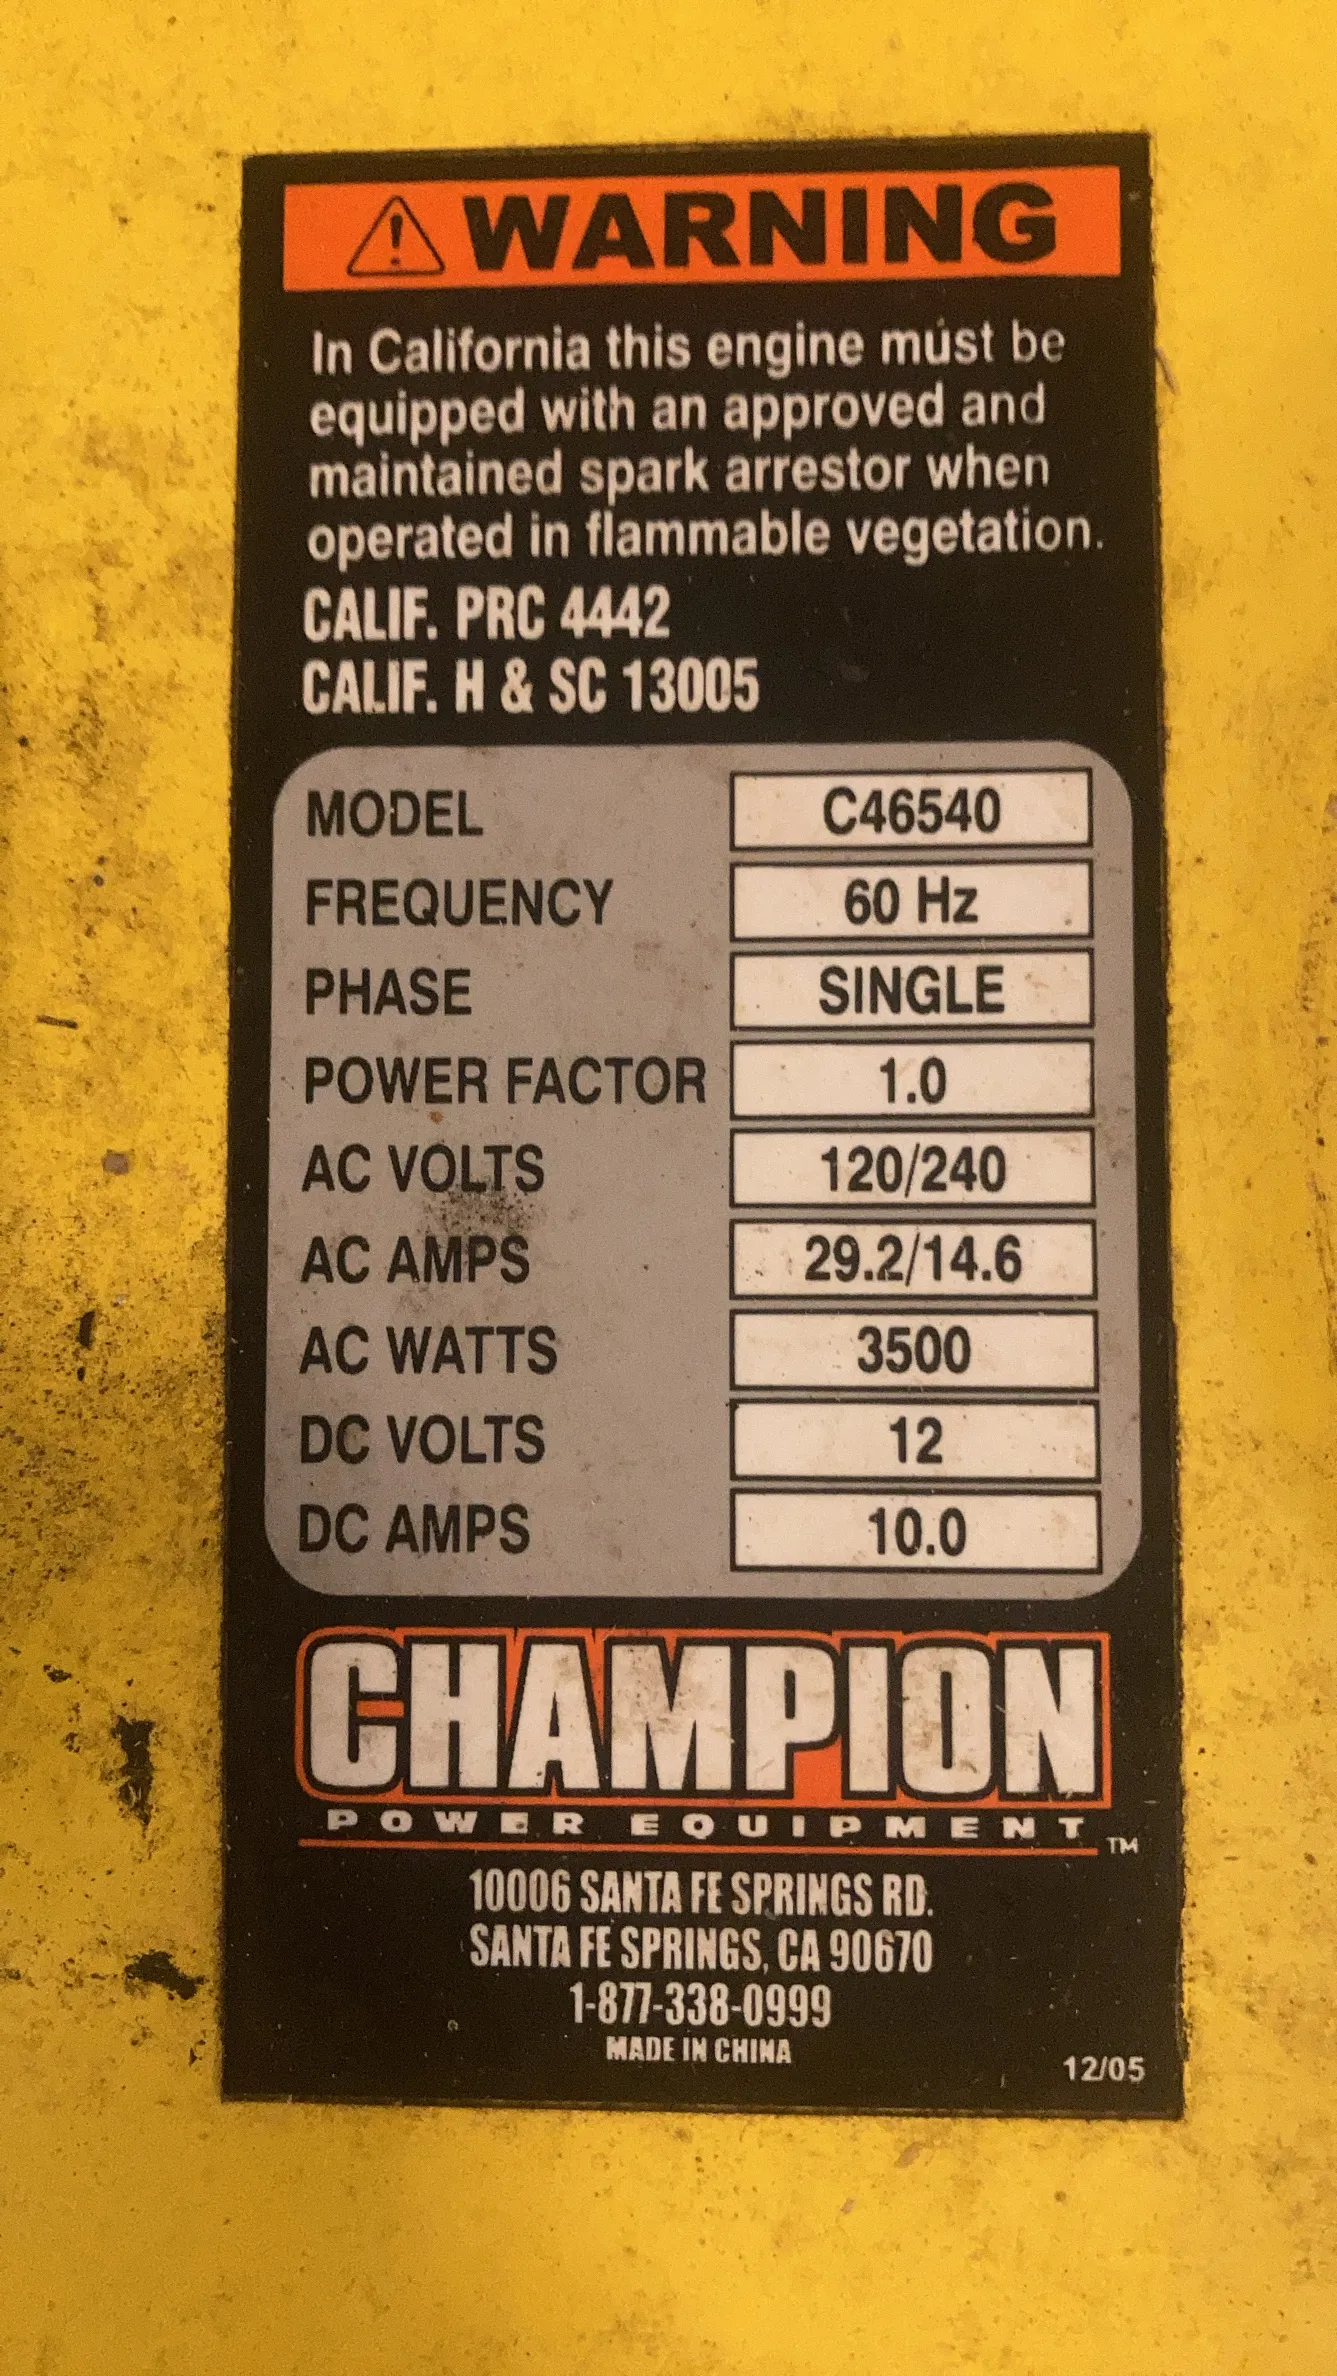 WARNING
In California this engine must be
equipped with an approved and
maintained spark arrestor when
operated in flammable vegetation.
CALIF. PRC 4442
CALIF. H & SC 13005
MODEL C46540
FREQUENCY 60 Hz
PHASE SINGLE
POWER FACTOR 1.0
AC VOLTS 120/240
AC AMPS 29.2/14.6
AC WATTS 3500
DC VOLTS 12
DC AMPS 10.0
CHAMPION
POWER EQUIPMENT TM
10006 SANTA FE SPRINGS RD.
SANTA FE SPRINGS, CA 90670
1-877-338-0999
MADE IN CHINA
12/05